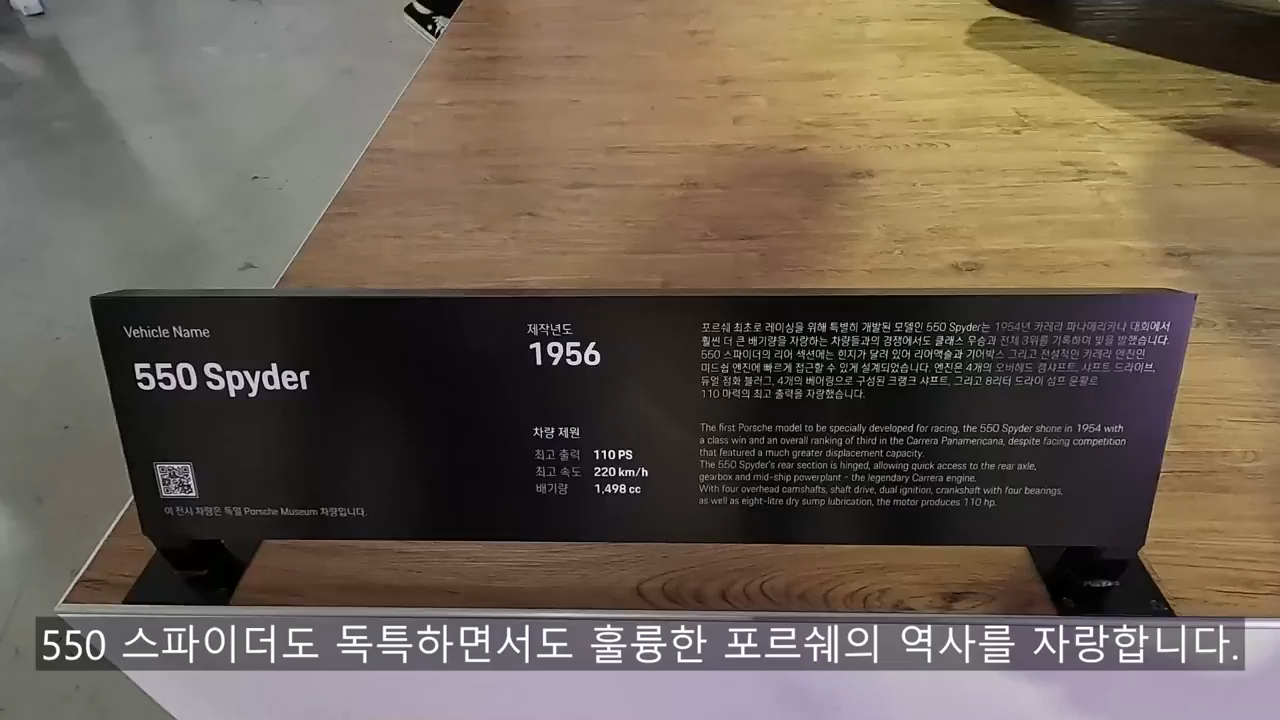 Vehicle Name
550 Spyder
이 전시 차량은 독일 Porsche Museum 차량입니다.
제작년도
1956
차량 제원
최고 출력 110 PS
최고 속도 220 km/h
배기량 1,498 cc
포르쉐 최초로 레이싱을 위해 특별히 개발된 모델인 550 Spyder는 1954년 카레라 파나메리카나 대회에서
훨씬 더 큰 배기량을 자랑하는 차량들과의 경쟁에서도 클래스 우승과 전체 3위를 기록하며 빛을 발했습니다.
550 스파이더의 리어 섹션에는 힌지가 달려 있어 리어액슬과 기어박스 그리고 전설적인 카레라 엔진인
미드쉽 엔진에 빠르게 접근할 수 있게 설계되었습니다. 엔진은 4개의 오버헤드 캠샤프트, 샤프트 드라이브,
듀얼 점화 플러그, 4개의 베어링으로 구성된 크랭크 샤프트, 그리고 8리터 드라이 섬프 윤활로
110 마력의 최고 출력을 자랑했습니다.
The first Porsche model to be specially developed for racing, the 550 Spyder shone in 1954 with
a class win and an overall ranking of third in the Carrera Panamericana, despite facing competition
that featured a much greater displacement capacity.
The 550 Spyder's rear section is hinged, allowing quick access to the rear axle,
gearbox and mid-ship powerplant - the legendary Carrera engine.
With four overhead camshafts, shaft drive, dual ignition, crankshaft with four bearings,
as well as eight-litre dry sump lubrication, the motor produces 110 hp.
550 스파이더도 독특하면서도 훌륭한 포르쉐의 역사를 자랑합니다.